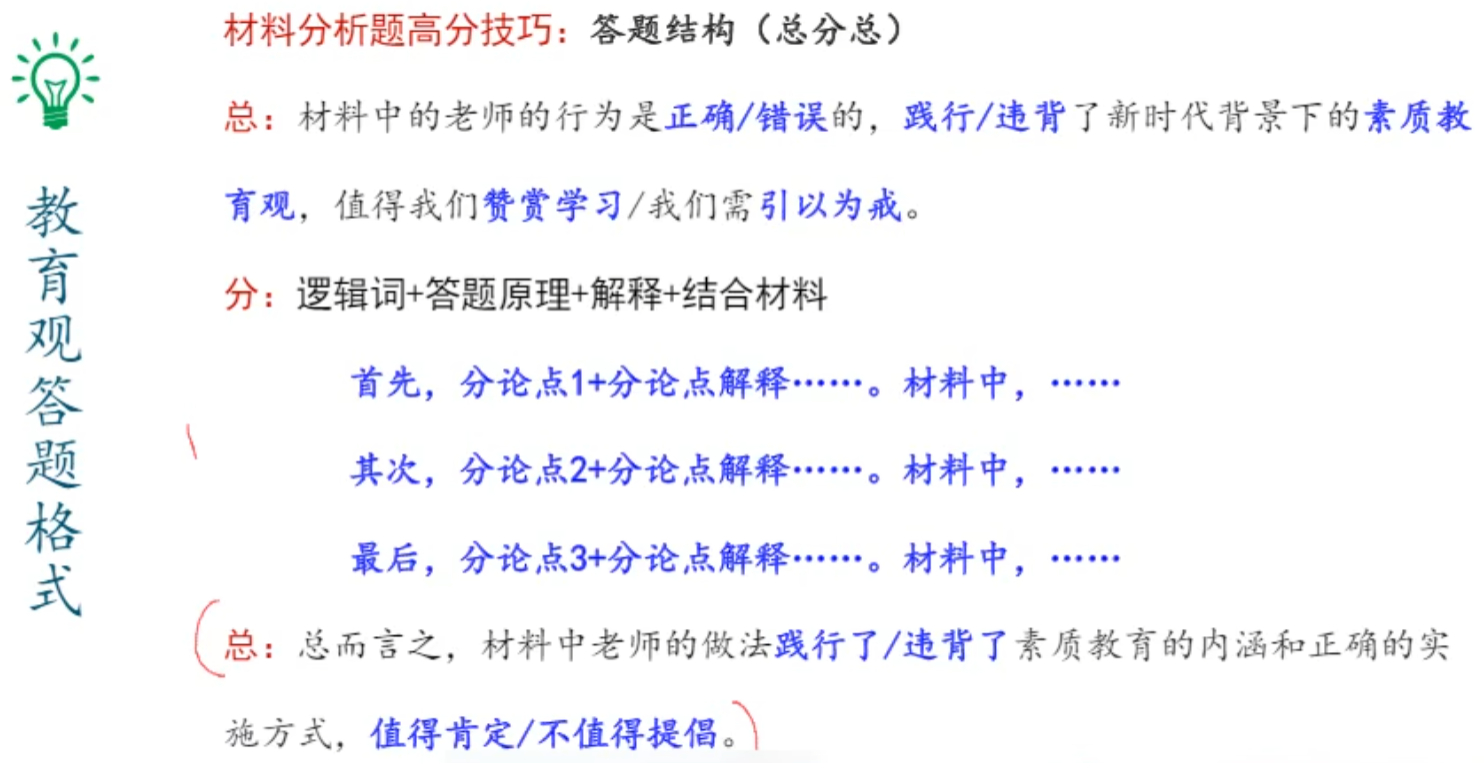 材料分析题高分技巧：答题结构（总分总）
总：材料中的老师的行为是正确/错误的，践行/违背了新时代背景下的素质教
育观，值得我们赞赏学习/我们需引以为戒。
分：逻辑词+答题原理+解释+结合材料
首先，分论点1+分论点解释……。材料中，……
其次，分论点2+分论点解释……。材料中，……
最后，分论点3+分论点解释……。材料中，……
总：总而言之，材料中老师的做法践行了/违背了素质教育的内涵和正确的实
施方式，值得肯定/不值得提倡。
教育观答题格式